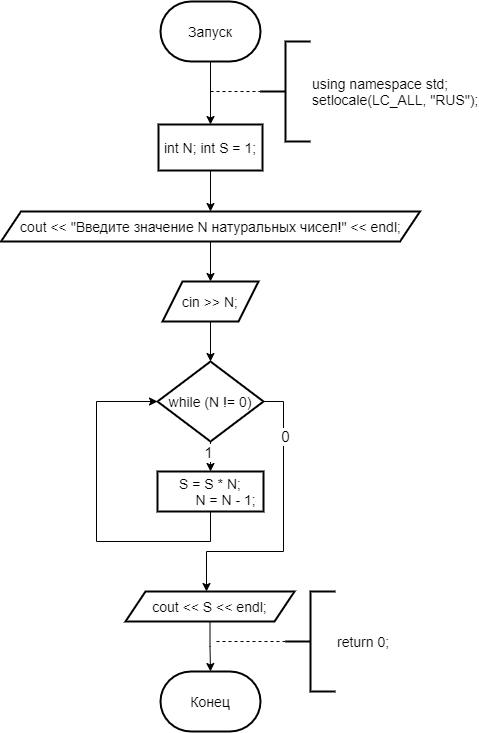 Запуск
using namespace std;
setlocale(LC_ALL, "RUS");
int N; int S = 1;
cout << "Введите значение N натуральных чисел!" << endl;
cin >> N;
while (N != 0)
0
1
S = S * N;
N = N - 1;
cout << S << endl;
return 0;
Конец